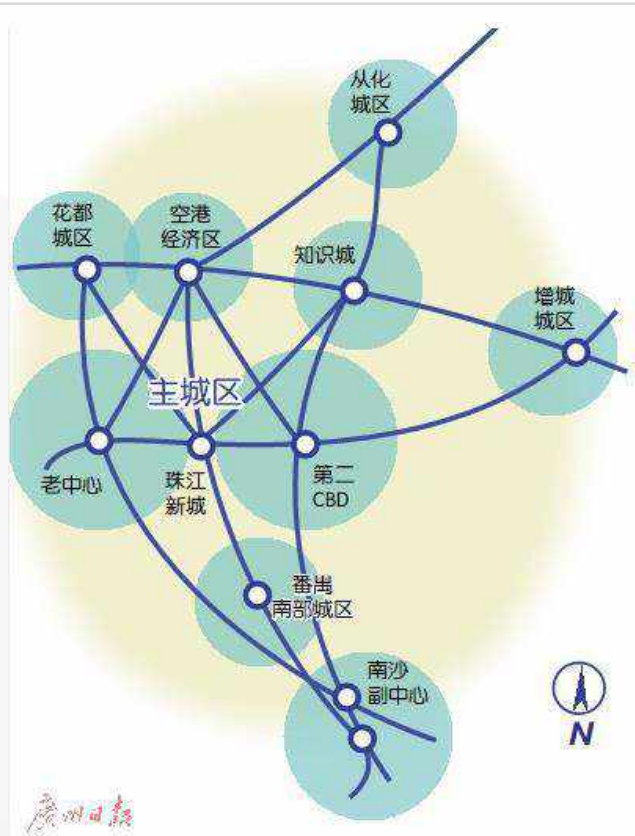 从化
城区
花都
城区
空港
经济区
知识城
增城
城区
主城区
老中心
珠江
新城
第二
CBD
番禺
南部城区
南沙
副中心
N
廣州日報